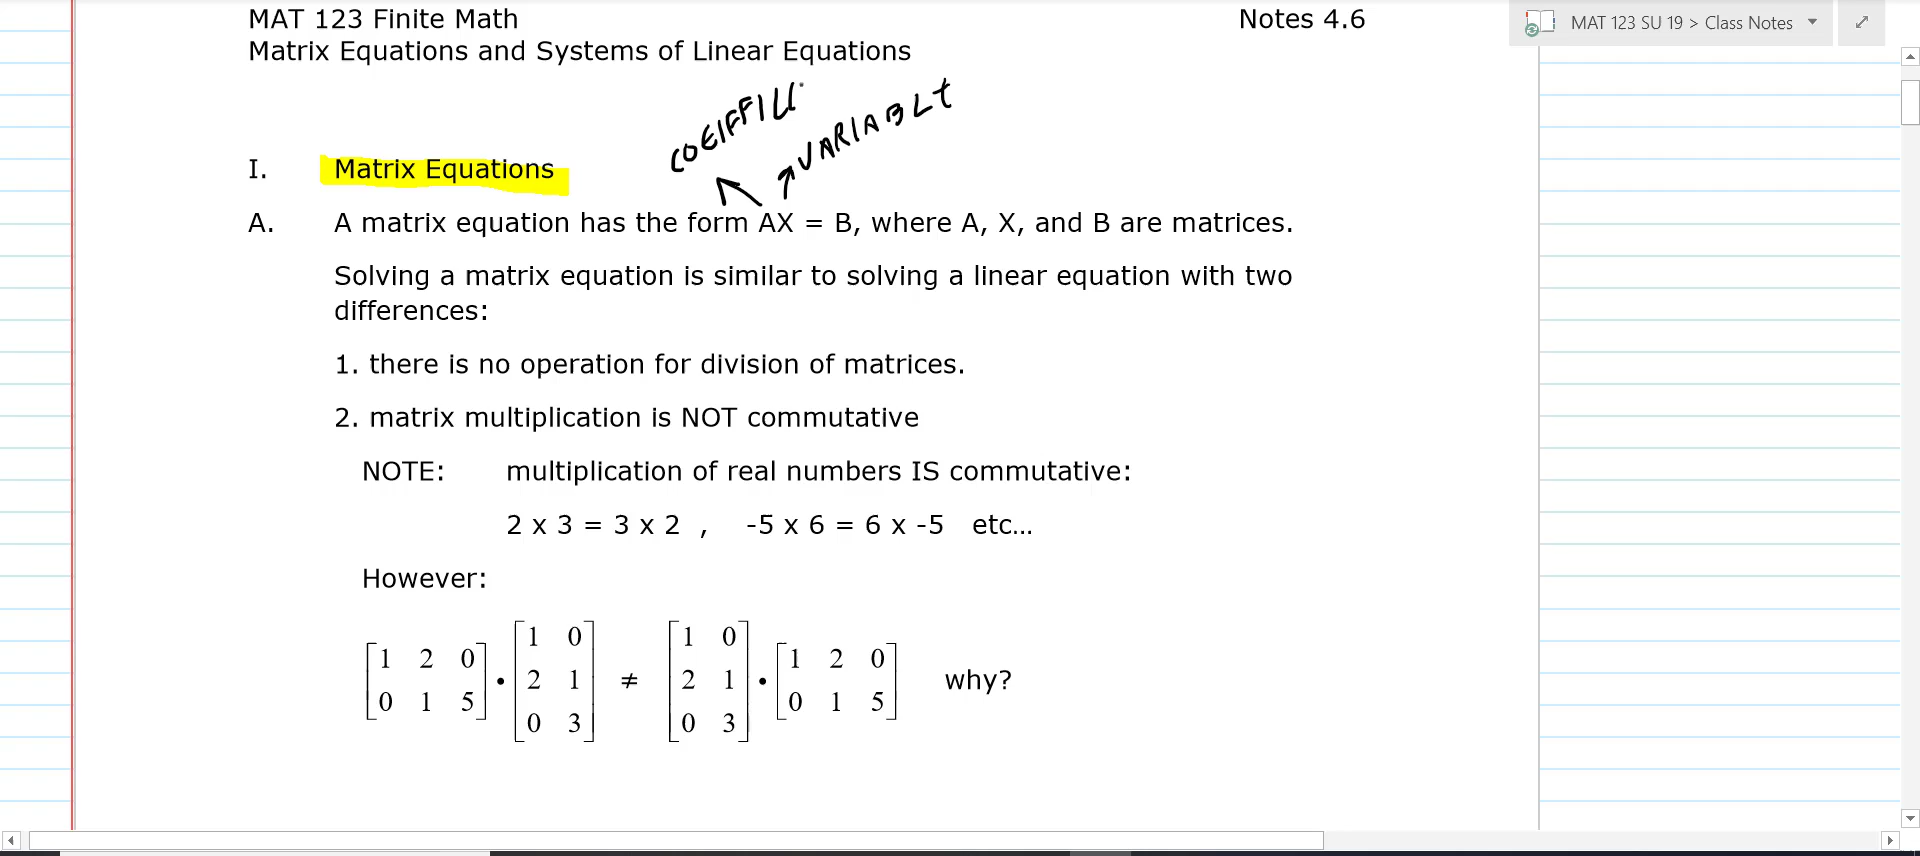 MAT 123 Finite Math Notes 4.6
MAT 123 SU 19 > Class Notes
Matrix Equations and Systems of Linear Equations
COEIFFICI VARIABLE
I. Matrix Equations
A. A matrix equation has the form AX = B, where A, X, and B are matrices.
Solving a matrix equation is similar to solving a linear equation with two
differences:
1. there is no operation for division of matrices.
2. matrix multiplication is NOT commutative
NOTE: multiplication of real numbers IS commutative:
2 x 3 = 3 x 2 , -5 x 6 = 6 x -5 etc...
However:
[1 2 0; 0 1 5] • [1 0; 2 1; 0 3] ≠ [1 0; 2 1; 0 3] • [1 2 0; 0 1 5] why?